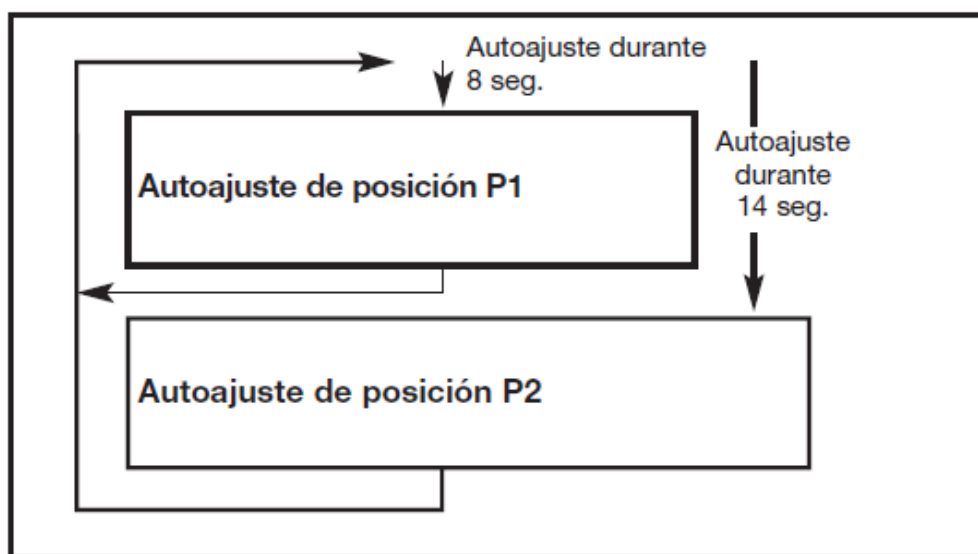 Autoajuste durante
8 seg.
Autoajuste de posición P1
Autoajuste
durante
14 seg.
Autoajuste de posición P2